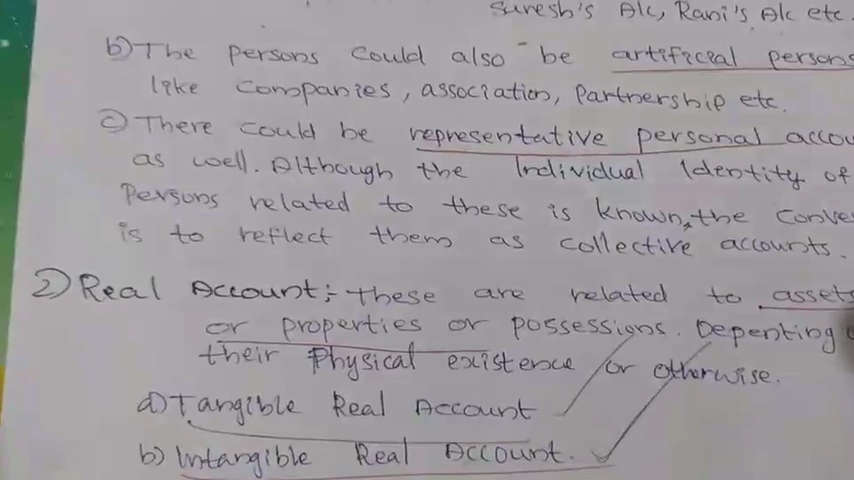 Suresh's A/c, Rani's A/c etc.
b) The persons could also be artificial persons
like companies, association, partnership etc.
c) There could be representative personal
as well. Although the Individual Identity of
Persons related to these is known, the
is to reflect them as collective accounts.
2) Real Account:- These are related to assets
or properties or possessions. Depenting
their Physical existence or otherwise.
a) Tangible Real Account
b) Intangible Real Account.